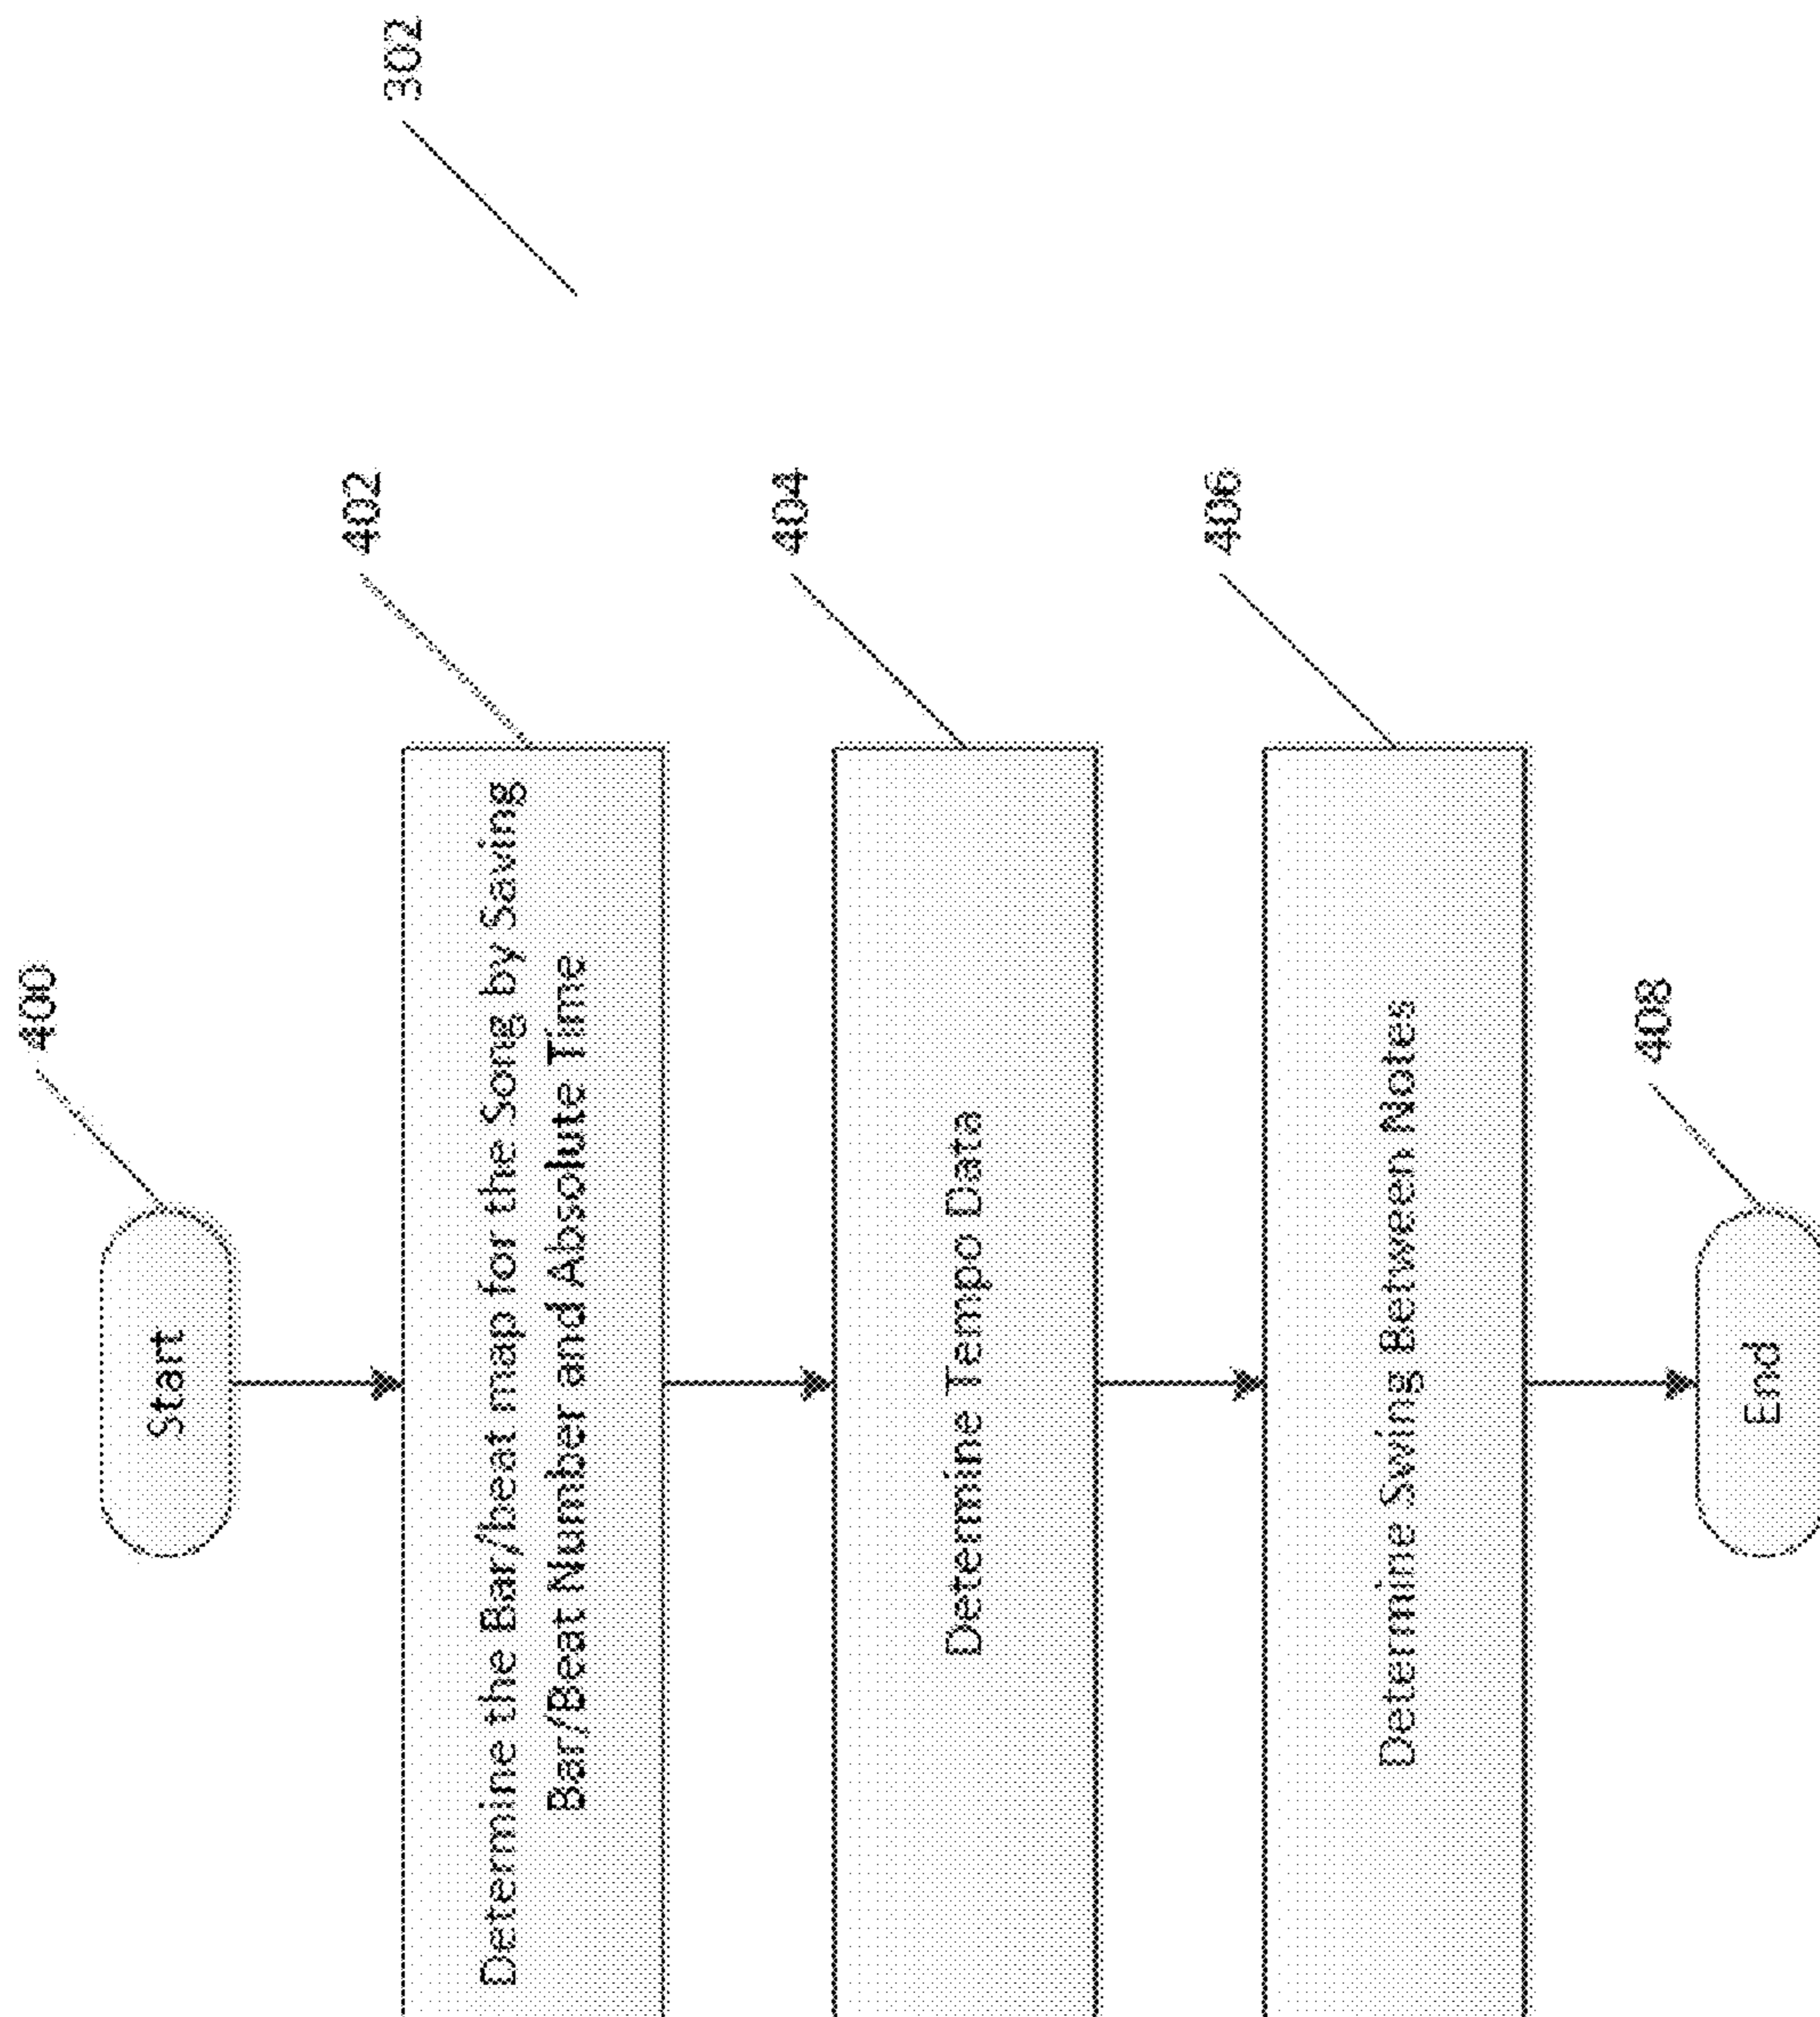 302
400
Start
402
Determine the Bar/beat map for the Song by Saving
Bar/Beat Number and Absolute Time
404
Determine Tempo Data
406
Determine Swing Between Notes
408
End